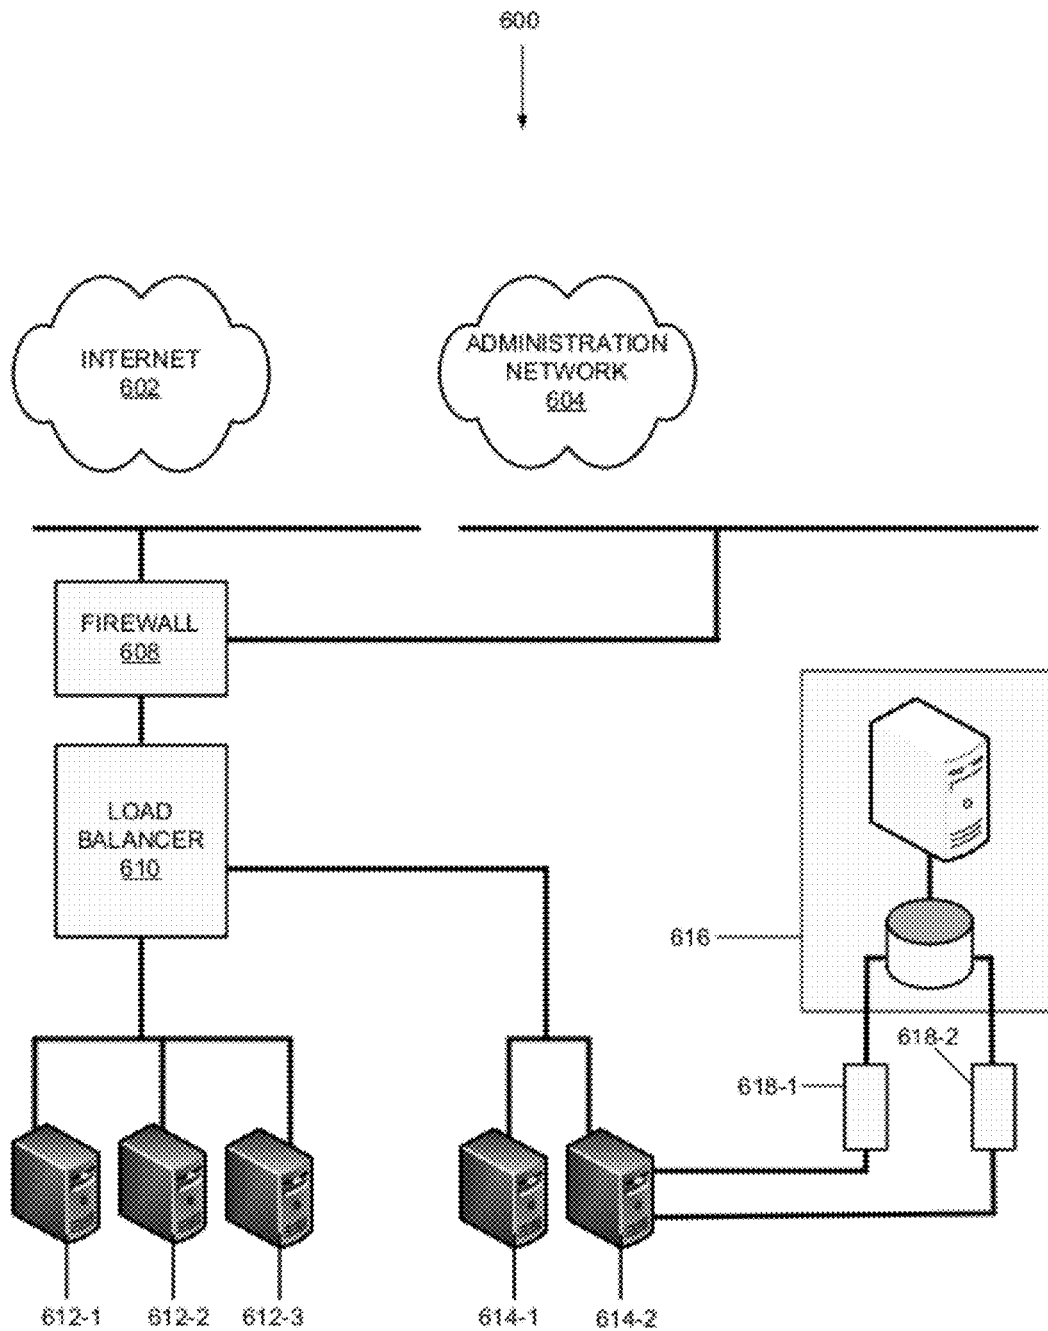 600
INTERNET
602
ADMINISTRATION
NETWORK
604
FIREWALL
608
LOAD
BALANCER
610
616
618-2
618-1
612-1
612-2
612-3
614-1
614-2